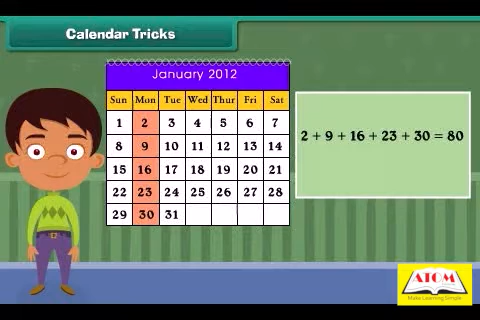 Calendar Tricks
January 2012
Sun Mon Tue Wed Thur Fri Sat
1 2 3 4 5 6 7
8 9 10 11 12 13 14
15 16 17 18 19 20 21
22 23 24 25 26 27 28
29 30 31
2 + 9 + 16 + 23 + 30 = 80
ATOM
Make Learning Simple